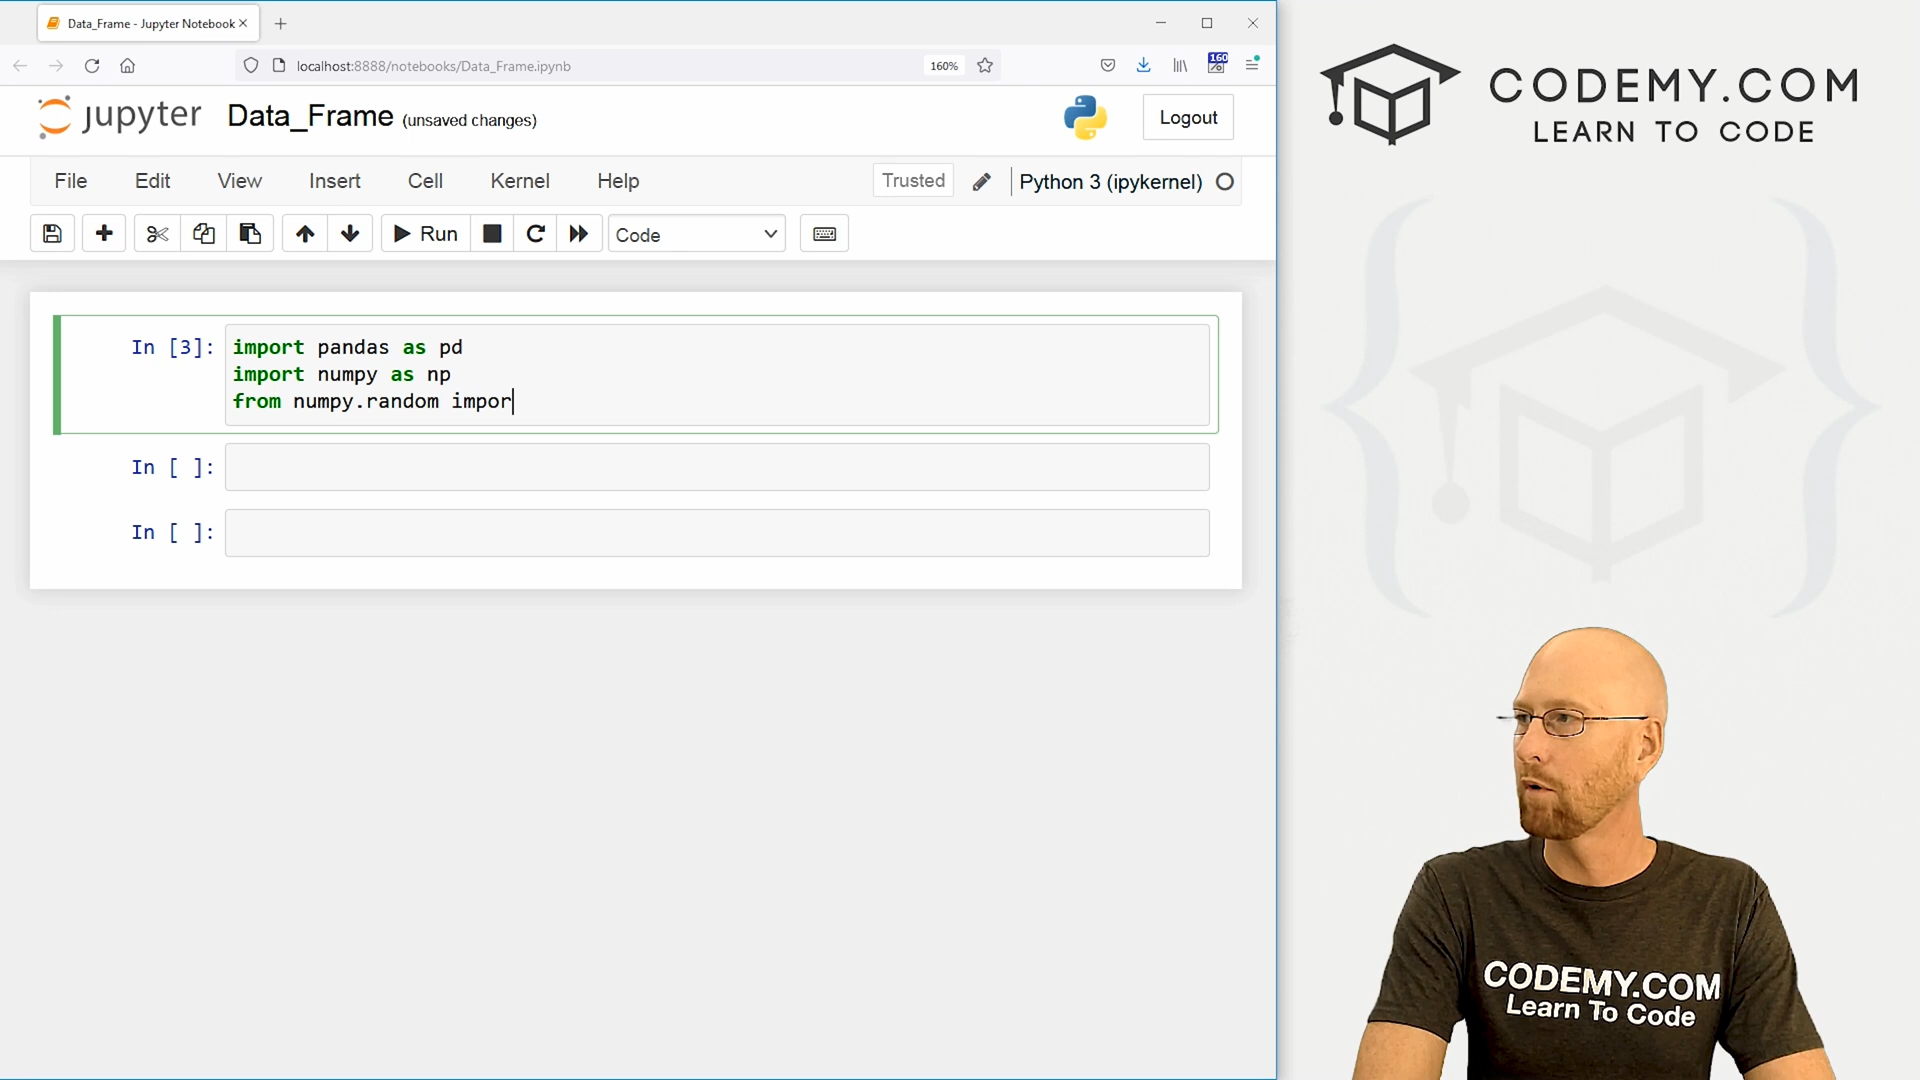 Data_Frame - Jupyter Notebook
localhost:8888/notebooks/Data_Frame.ipynb
160%
160
jupyter
Data_Frame (unsaved changes)
Logout
File Edit View Insert Cell Kernel Help
Trusted
Python 3 (ipykernel)
Run
Code
In [3]:
import pandas as pd
import numpy as np
from numpy.random impor
In [ ]:
In [ ]:
CODEMY.COM
LEARN TO CODE
CODEMY.COM
Learn To Code